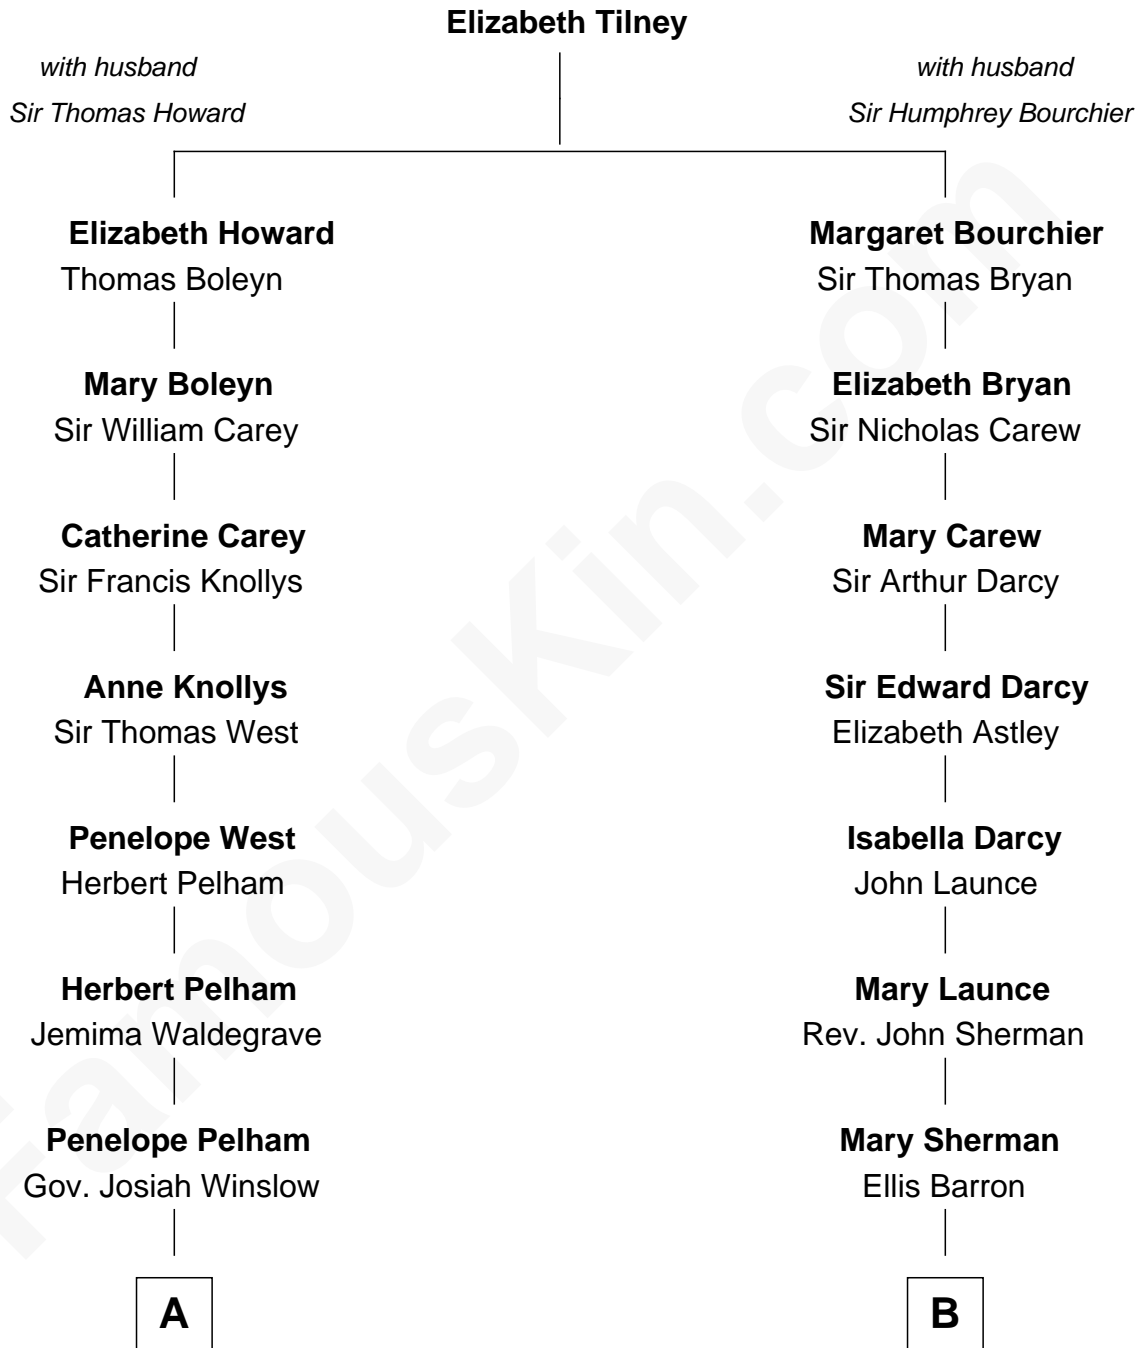 Elizabeth Tilney
with husband
Sir Thomas Howard
with husband
Sir Humphrey Bourchier
Elizabeth Howard
Thomas Boleyn
Margaret Bourchier
Sir Thomas Bryan
Mary Boleyn
Sir William Carey
Elizabeth Bryan
Sir Nicholas Carew
Catherine Carey
Sir Francis Knollys
Mary Carew
Sir Arthur Darcy
Anne Knollys
Sir Thomas West
Sir Edward Darcy
Elizabeth Astley
Penelope West
Herbert Pelham
Isabella Darcy
John Launce
Herbert Pelham
Jemima Waldegrave
Mary Launce
Rev. John Sherman
Penelope Pelham
Gov. Josiah Winslow
Mary Sherman
Ellis Barron
A
B
FamousKin.com